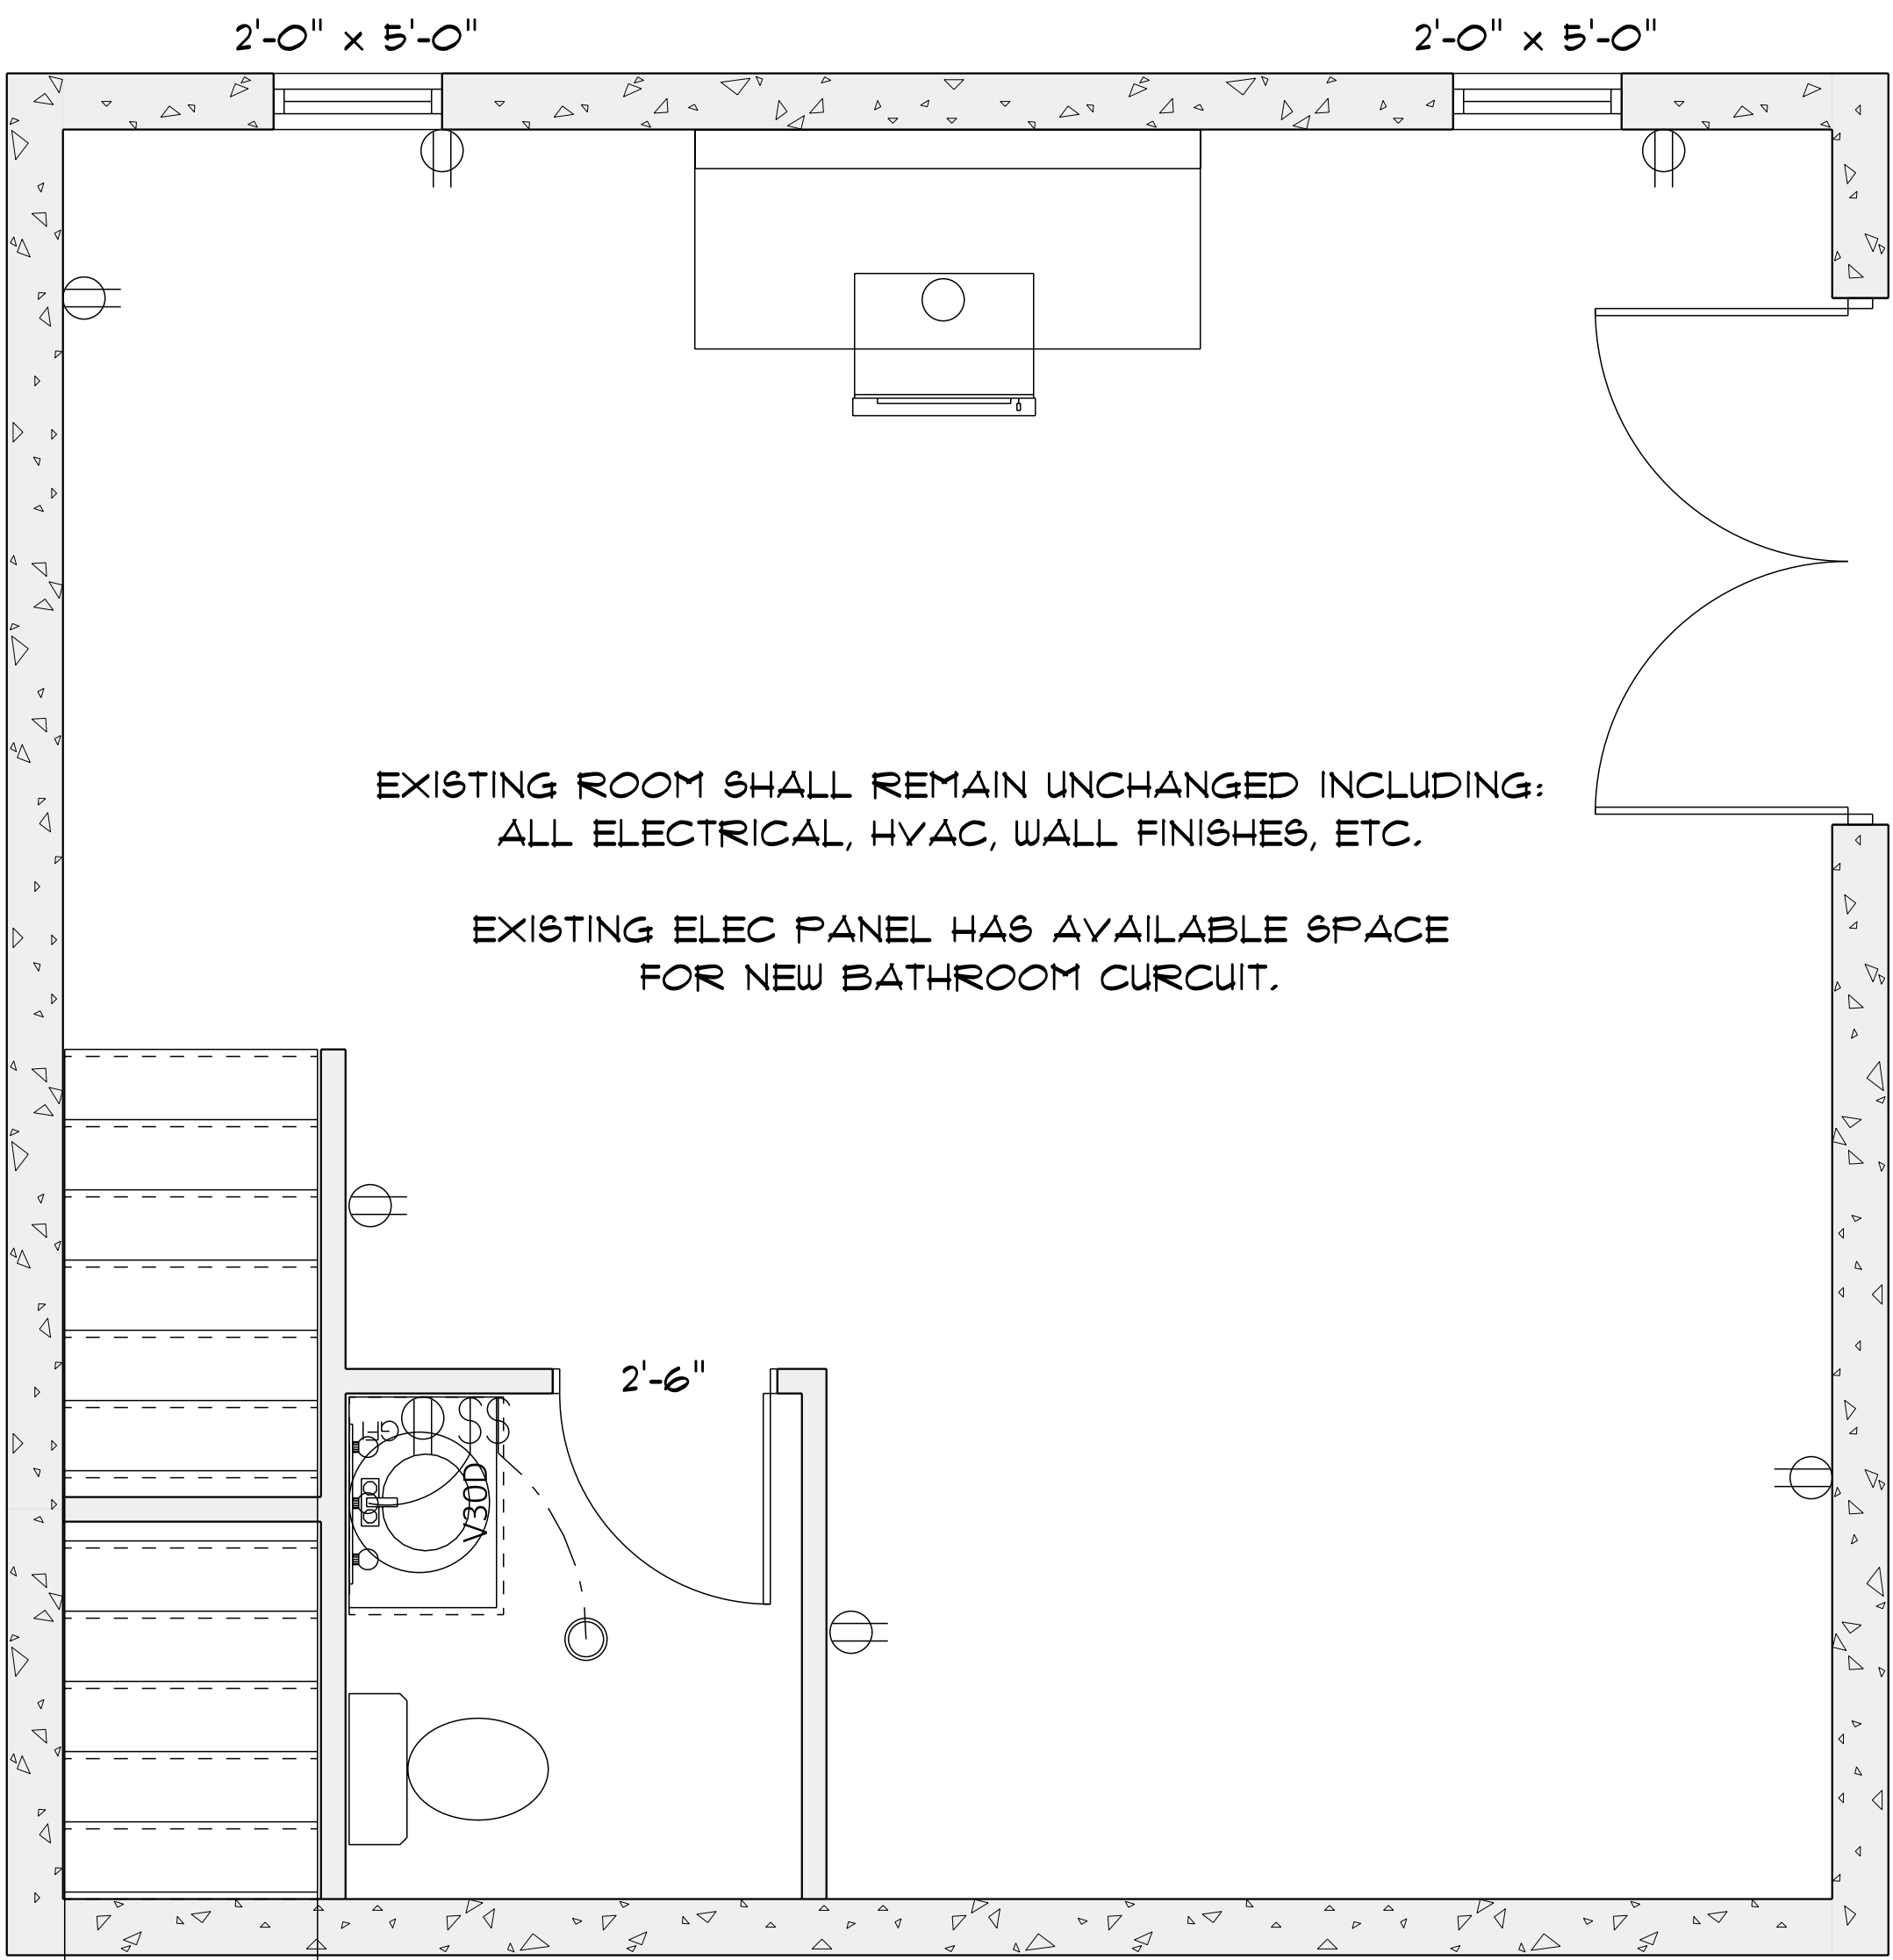 2'-0" x 5'-0"
2'-0" x 5'-0"
EXISTING ROOM SHALL REMAIN UNCHANGED INCLUDING:
ALL ELECTRICAL, HVAC, WALL FINISHES, ETC.
EXISTING ELEC PANEL HAS AVAILABLE SPACE
FOR NEW BATHROOM CURCUIT.
2'-6"
SS
V30D